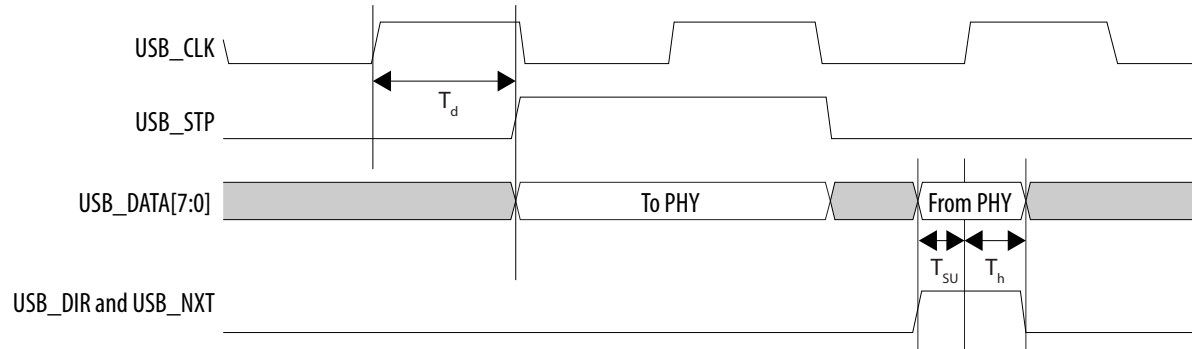 USB_CLK
T_d
USB_STP
USB_DATA[7:0]
To PHY
From PHY
T_SU
T_h
USB_DIR and USB_NXT